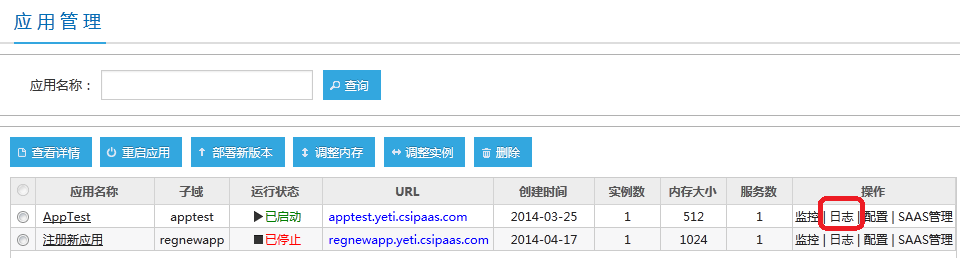 应用管理
应用名称： 查询
查看详情 重启应用 部署新版本 调整内存 调整实例 删除
应用名称 子域 运行状态 URL 创建时间 实例数 内存大小 服务数 操作
AppTest apptest ▶已启动 apptest.yeti.csipaas.com 2014-03-25 1 512 1 监控 | 日志 | 配置 | SAAS管理
注册新应用 regnewapp ■已停止 regnewapp.yeti.csipaas.com 2014-04-17 1 1024 1 监控 | 日志 | 配置 | SAAS管理